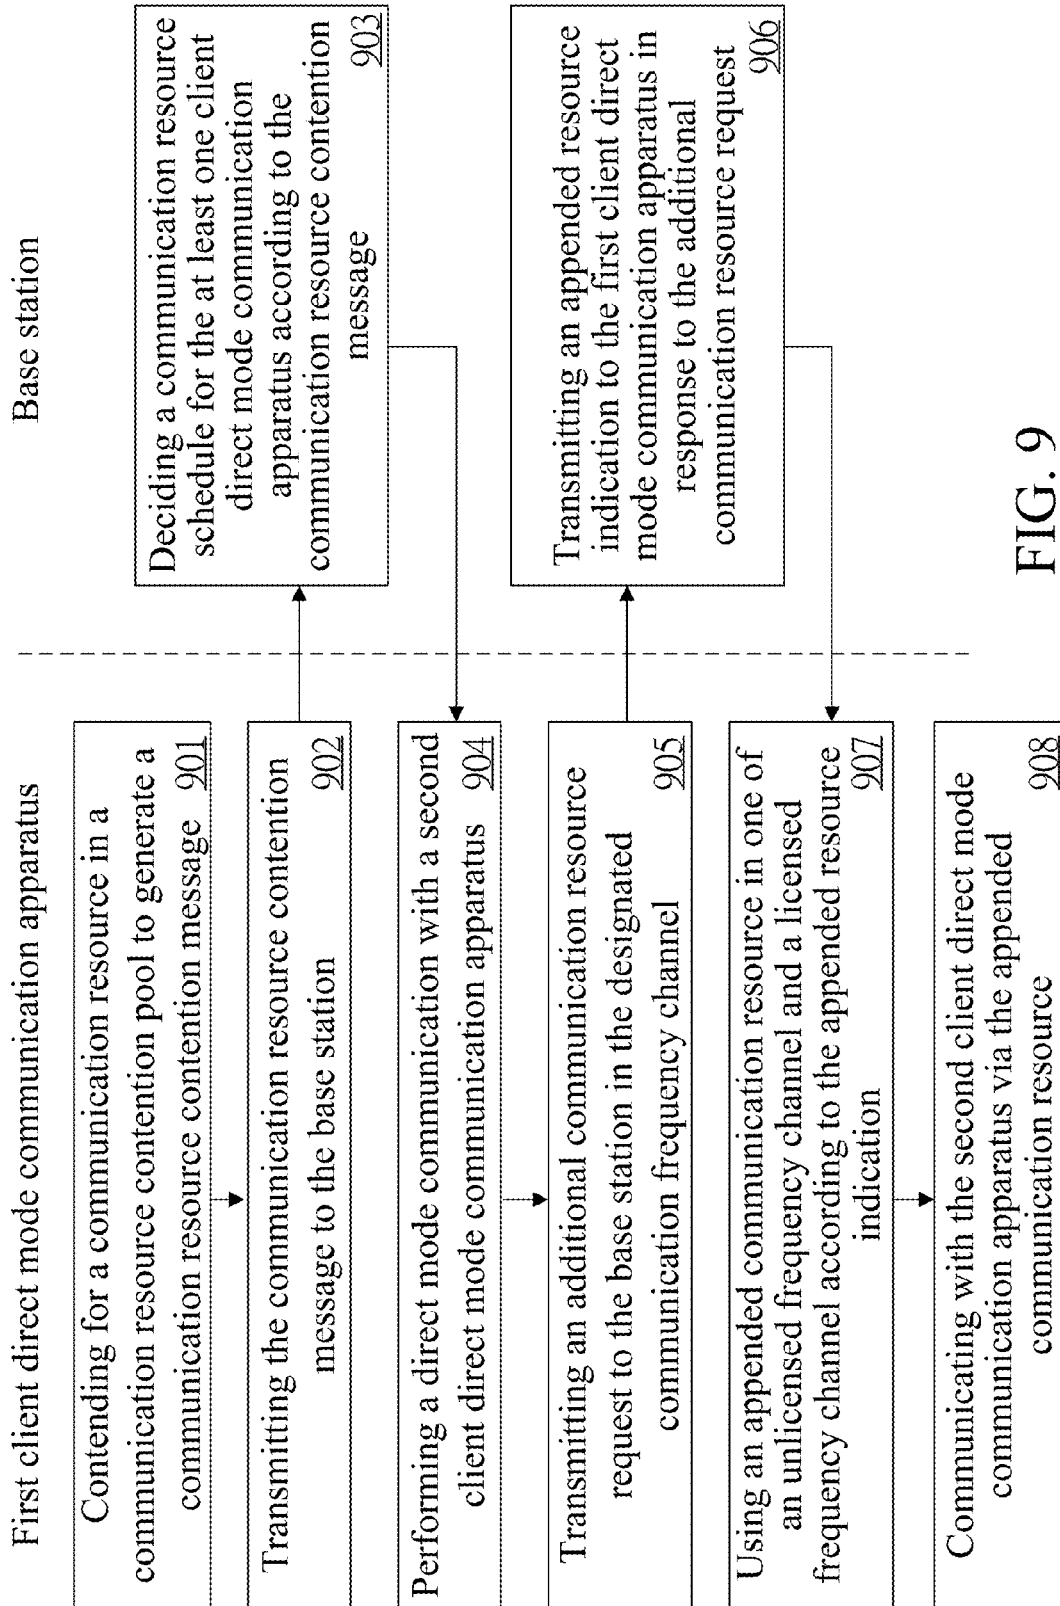 First client direct mode communication apparatus
Base station
Contending for a communication resource in a
communication resource contention pool to generate a
communication resource contention message 901
Transmitting the communication resource contention
message to the base station 902
Deciding a communication resource
schedule for the at least one client
direct mode communication
apparatus according to the
communication resource contention
message 903
Performing a direct mode communication with a second
client direct mode communication apparatus 904
Transmitting an additional communication resource
request to the base station in the designated
communication frequency channel 905
Transmitting an appended resource
indication to the first client direct
mode communication apparatus in
response to the additional
communication resource request
906
Using an appended communication resource in one of
an unlicensed frequency channel and a licensed
frequency channel according to the appended resource
indication 907
Communicating with the second client direct mode
communication apparatus via the appended
communication resource 908
FIG. 9